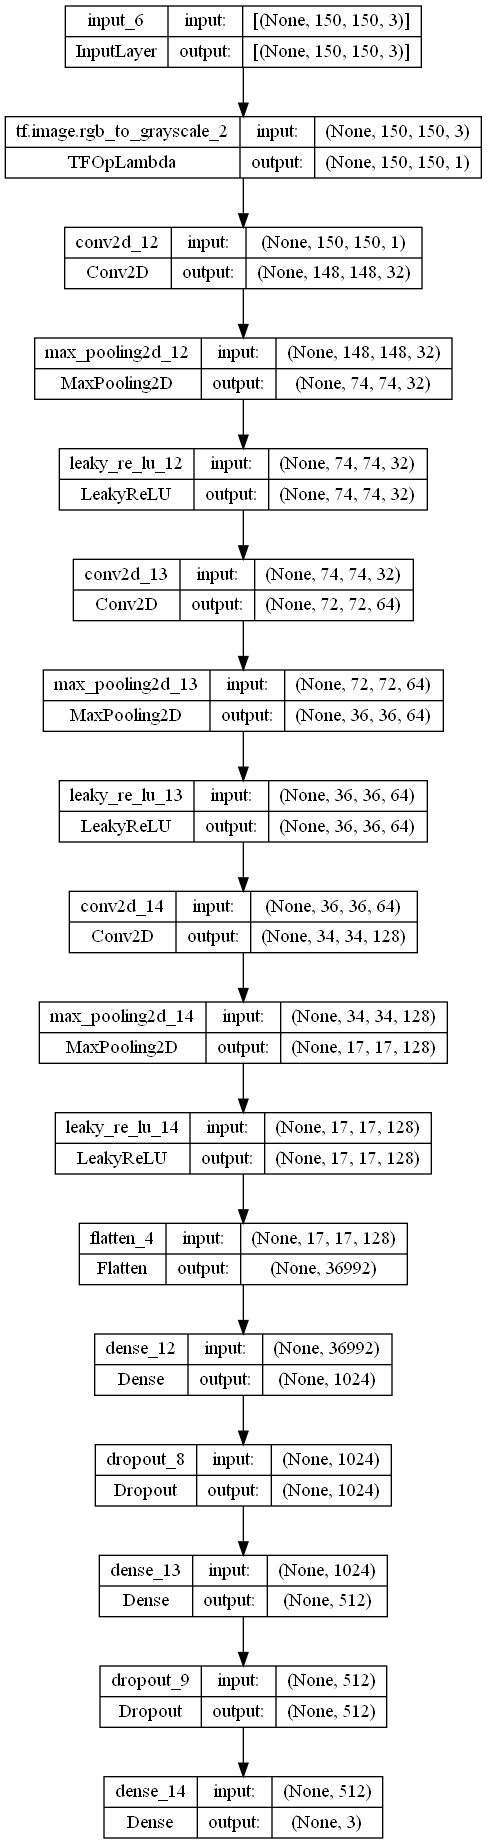 input_6 input: [(None, 150, 150, 3)]
InputLayer output: [(None, 150, 150, 3)]
tf.image.rgb_to_grayscale_2 input: (None, 150, 150, 3)
TFOpLambda output: (None, 150, 150, 1)
conv2d_12 input: (None, 150, 150, 1)
Conv2D output: (None, 148, 148, 32)
max_pooling2d_12 input: (None, 148, 148, 32)
MaxPooling2D output: (None, 74, 74, 32)
leaky_re_lu_12 input: (None, 74, 74, 32)
LeakyReLU output: (None, 74, 74, 32)
conv2d_13 input: (None, 74, 74, 32)
Conv2D output: (None, 72, 72, 64)
max_pooling2d_13 input: (None, 72, 72, 64)
MaxPooling2D output: (None, 36, 36, 64)
leaky_re_lu_13 input: (None, 36, 36, 64)
LeakyReLU output: (None, 36, 36, 64)
conv2d_14 input: (None, 36, 36, 64)
Conv2D output: (None, 34, 34, 128)
max_pooling2d_14 input: (None, 34, 34, 128)
MaxPooling2D output: (None, 17, 17, 128)
leaky_re_lu_14 input: (None, 17, 17, 128)
LeakyReLU output: (None, 17, 17, 128)
flatten_4 input: (None, 17, 17, 128)
Flatten output: (None, 36992)
dense_12 input: (None, 36992)
Dense output: (None, 1024)
dropout_8 input: (None, 1024)
Dropout output: (None, 1024)
dense_13 input: (None, 1024)
Dense output: (None, 512)
dropout_9 input: (None, 512)
Dropout output: (None, 512)
dense_14 input: (None, 512)
Dense output: (None, 3)